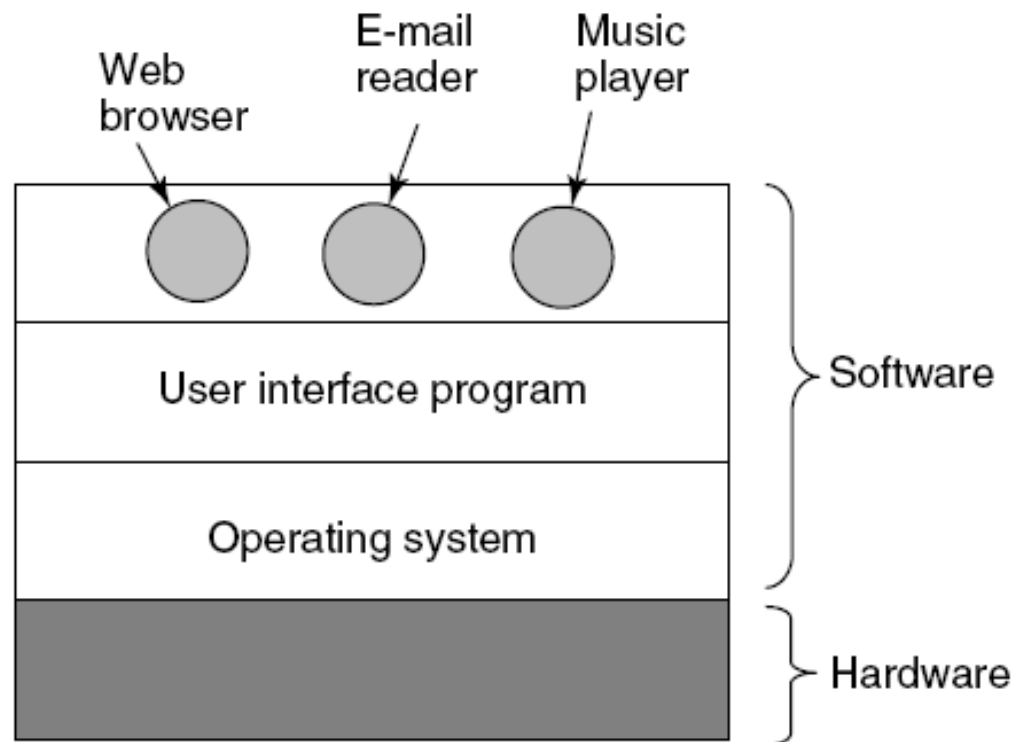 Web
browser
E-mail
reader
Music
player
User interface program
Operating system
Software
Hardware